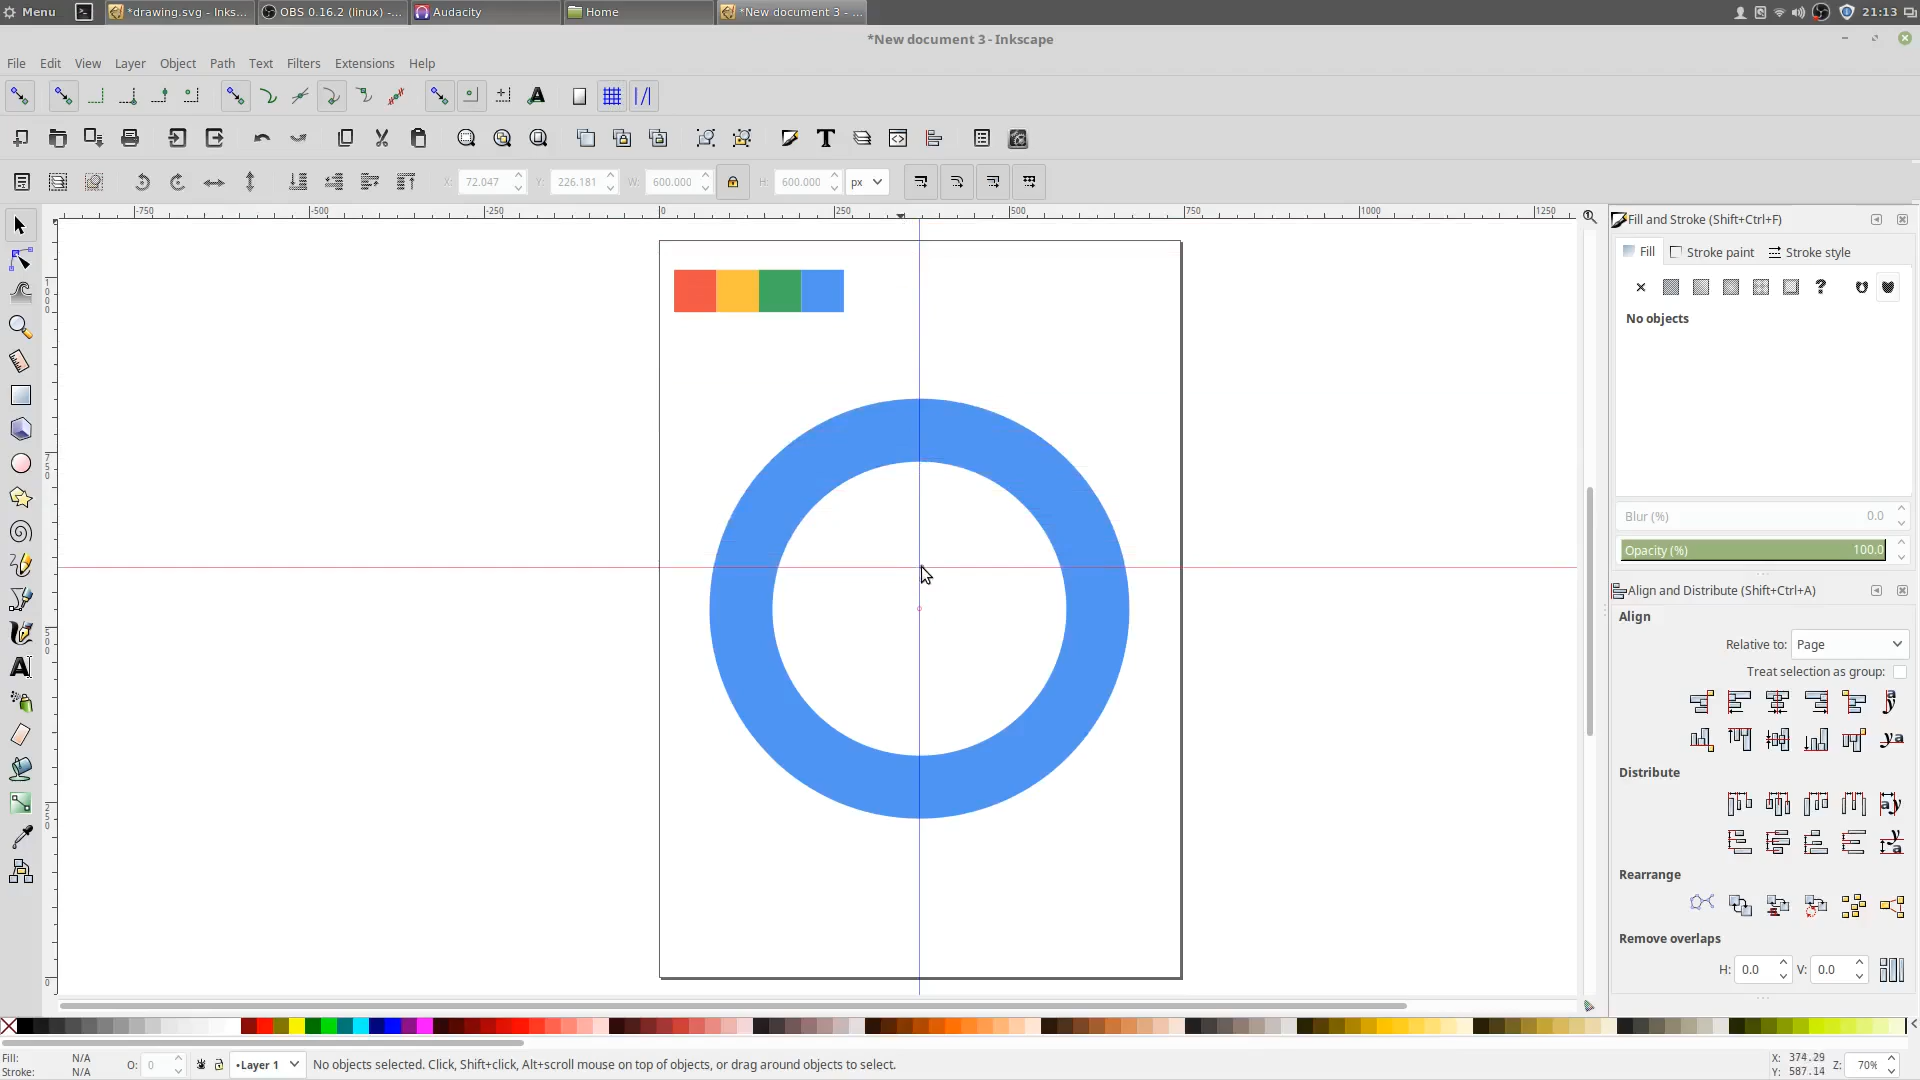 Menu
*drawing.svg - Inks...
OBS 0.16.2 (linux) -...
Audacity
Home
*New document 3 - ...
21:13
*New document 3 - Inkscape
File Edit View Layer Object Path Text Filters Extensions Help
X: 72.047 Y: 226.181 W: 600.000 H: 600.000 px
-750 -500 -250 0 250 500 750 1000 1250
Fill and Stroke (Shift+Ctrl+F)
Fill Stroke paint Stroke style
No objects
Blur (%) 0.0
Opacity (%) 100.0
Align and Distribute (Shift+Ctrl+A)
Align
Relative to: Page
Treat selection as group:
Distribute
Rearrange
Remove overlaps
H: 0.0 V: 0.0
1000
750
500
250
0
Fill: N/A
Stroke: N/A
O: 0
•Layer 1
No objects selected. Click, Shift+click, Alt+scroll mouse on top of objects, or drag around objects to select.
X: 374.29
Y: 587.14
Z: 70%